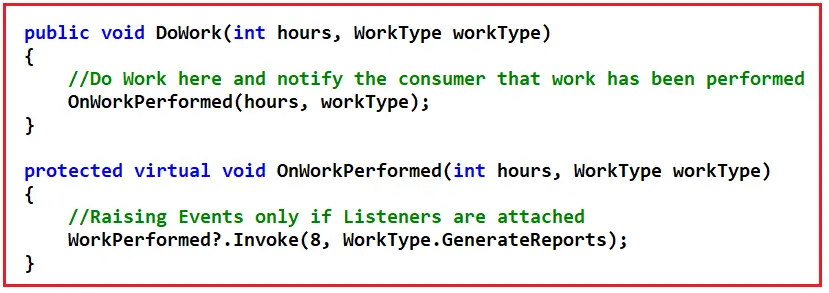 public void DoWork(int hours, WorkType workType)
{
//Do Work here and notify the consumer that work has been performed
OnWorkPerformed(hours, workType);
}
protected virtual void OnWorkPerformed(int hours, WorkType workType)
{
//Raising Events only if Listeners are attached
WorkPerformed?.Invoke(8, WorkType.GenerateReports);
}